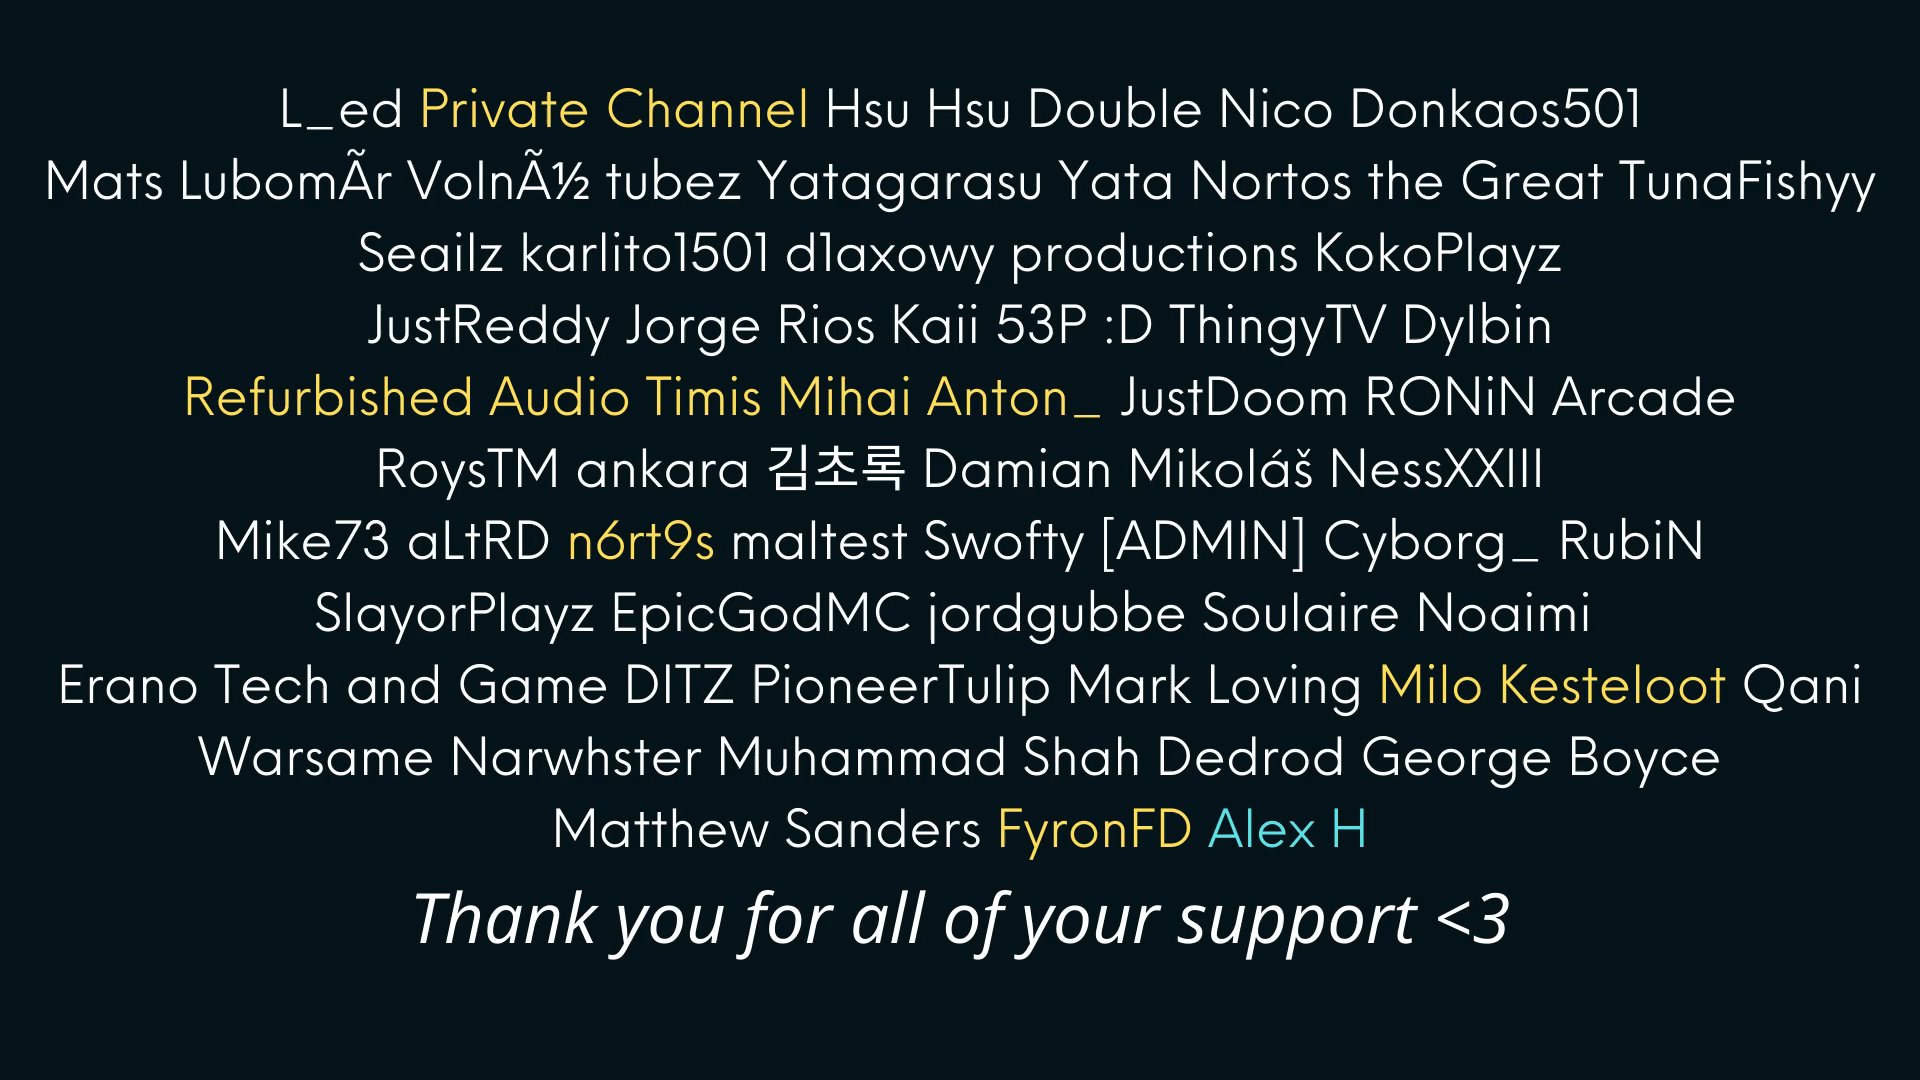 L_ed Private Channel Hsu Hsu Double Nico Donkaos501
Mats LubomÃr VolnÃ½ tubez Yatagarasu Yata Nortos the Great TunaFishyy
Seailz karlito1501 d1axowy productions KokoPlayz
JustReddy Jorge Rios Kaii 53P :D ThingyTV Dylbin
Refurbished Audio Timis Mihai Anton_ JustDoom RONiN Arcade
RoysTM ankara 김초록 Damian Mikoláš NessXXIII
Mike73 aLtRD n6rt9s maltest Swofty [ADMIN] Cyborg_ RubiN
SlayorPlayz EpicGodMC jordgubbe Soulaire Noaimi
Erano Tech and Game DITZ PioneerTulip Mark Loving Milo Kesteloot Qani
Warsame Narwhster Muhammad Shah Dedrod George Boyce
Matthew Sanders FyronFD Alex H
Thank you for all of your support <3